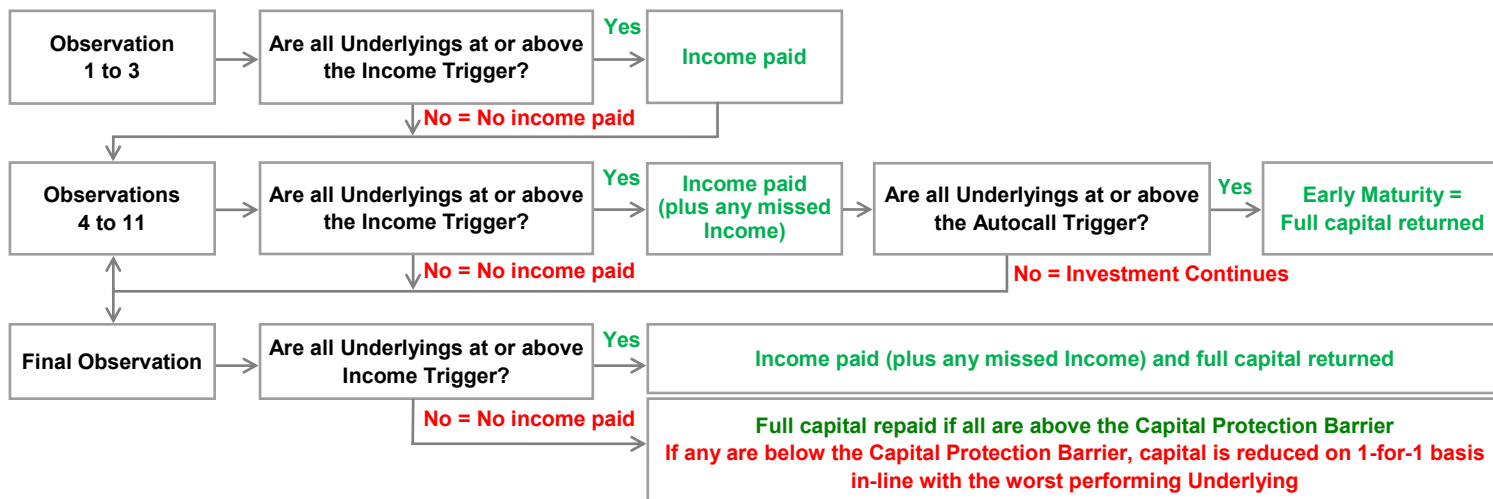 Observation
1 to 3
Are all Underlyings at or above
the Income Trigger?
Yes
Income paid
No = No income paid
Observations
4 to 11
Are all Underlyings at or above
the Income Trigger?
Yes
Income paid
(plus any missed
Income)
Are all Underlyings at or above
the Autocall Trigger?
Yes
Early Maturity =
Full capital returned
No = No income paid
No = Investment Continues
Final Observation
Are all Underlyings at or above
Income Trigger?
Yes
Income paid (plus any missed Income) and full capital returned
No = No income paid
Full capital repaid if all are above the Capital Protection Barrier
If any are below the Capital Protection Barrier, capital is reduced on 1-for-1 basis
in-line with the worst performing Underlying